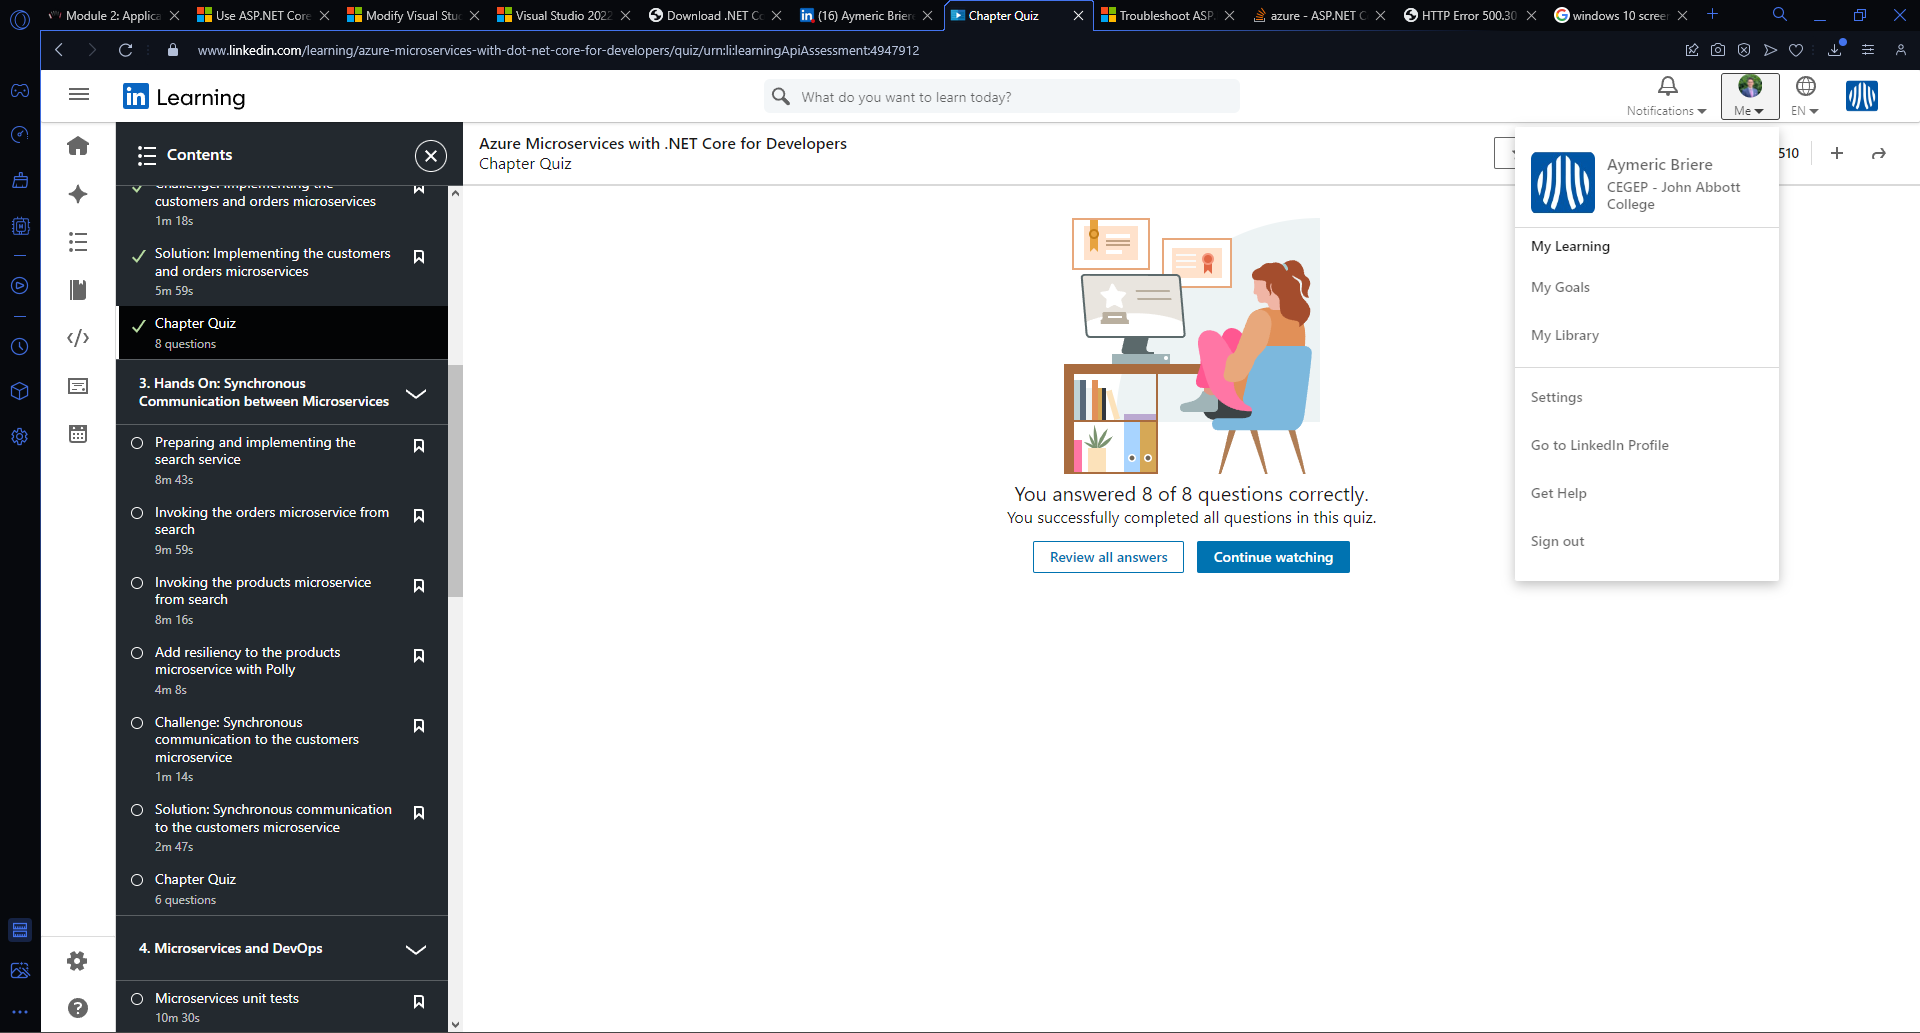 Module 2: Applica
Use ASP.NET Core
Modify Visual Stu
Visual Studio 2022
Download .NET Co
(16) Aymeric Brier
Chapter Quiz
Troubleshoot ASP.
azure - ASP.NET C
HTTP Error 500.30
windows 10 scree
www.linkedin.com/learning/azure-microservices-with-dot-net-core-for-developers/quiz/urn:li:learningApiAssessment:4947912
in Learning
What do you want to learn today?
Notifications
Me
EN
Contents
Azure Microservices with .NET Core for Developers
Chapter Quiz
510
Challenge: Implementing the
customers and orders microservices
1m 18s
Solution: Implementing the customers
and orders microservices
5m 59s
Chapter Quiz
8 questions
3. Hands On: Synchronous
Communication between Microservices
Preparing and implementing the
search service
8m 43s
Invoking the orders microservice from
search
9m 59s
Invoking the products microservice
from search
8m 16s
Add resiliency to the products
microservice with Polly
4m 8s
Challenge: Synchronous
communication to the customers
microservice
1m 14s
Solution: Synchronous communication
to the customers microservice
2m 47s
Chapter Quiz
6 questions
4. Microservices and DevOps
Microservices unit tests
10m 30s
You answered 8 of 8 questions correctly.
You successfully completed all questions in this quiz.
Review all answers
Continue watching
Aymeric Briere
CEGEP - John Abbott
College
My Learning
My Goals
My Library
Settings
Go to LinkedIn Profile
Get Help
Sign out